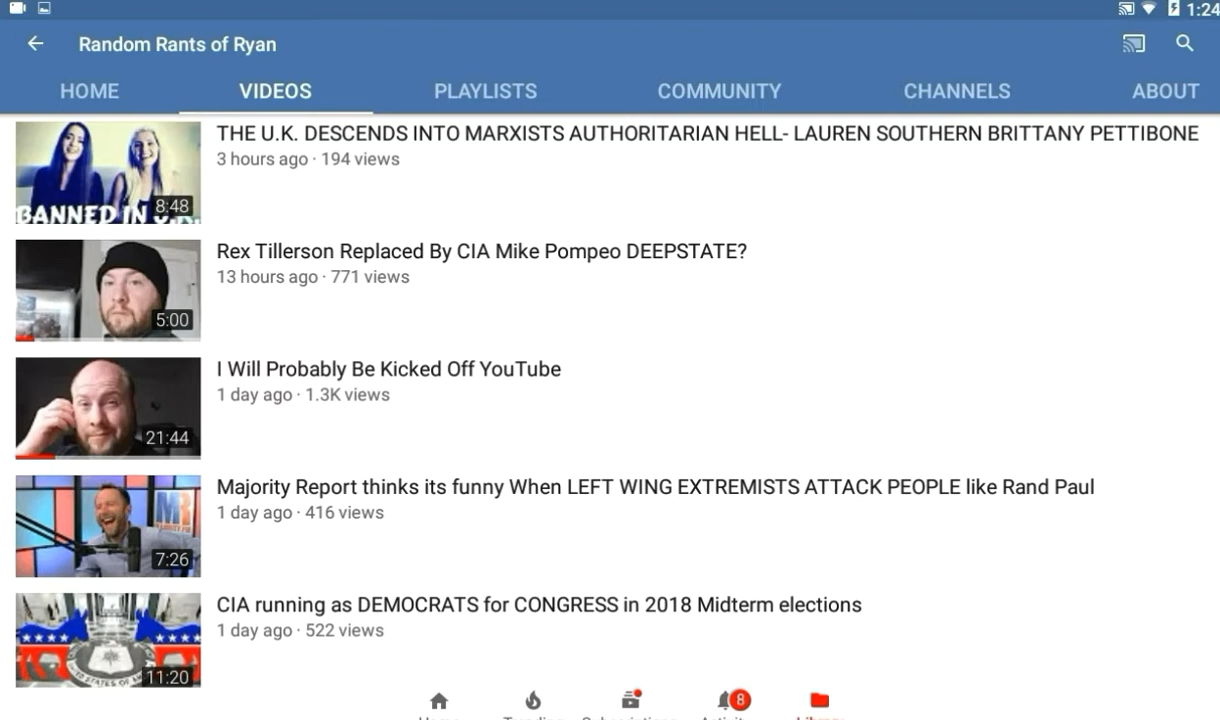 1:24
Random Rants of Ryan
HOME
VIDEOS
PLAYLISTS
COMMUNITY
CHANNELS
ABOUT
THE U.K. DESCENDS INTO MARXISTS AUTHORITARIAN HELL- LAUREN SOUTHERN BRITTANY PETTIBONE
3 hours ago · 194 views
BANNED IN U.K.
8:48
Rex Tillerson Replaced By CIA Mike Pompeo DEEPSTATE?
13 hours ago · 771 views
5:00
I Will Probably Be Kicked Off YouTube
1 day ago · 1.3K views
21:44
Majority Report thinks its funny When LEFT WING EXTREMISTS ATTACK PEOPLE like Rand Paul
1 day ago · 416 views
MR
7:26
CIA running as DEMOCRATS for CONGRESS in 2018 Midterm elections
1 day ago · 522 views
11:20
8